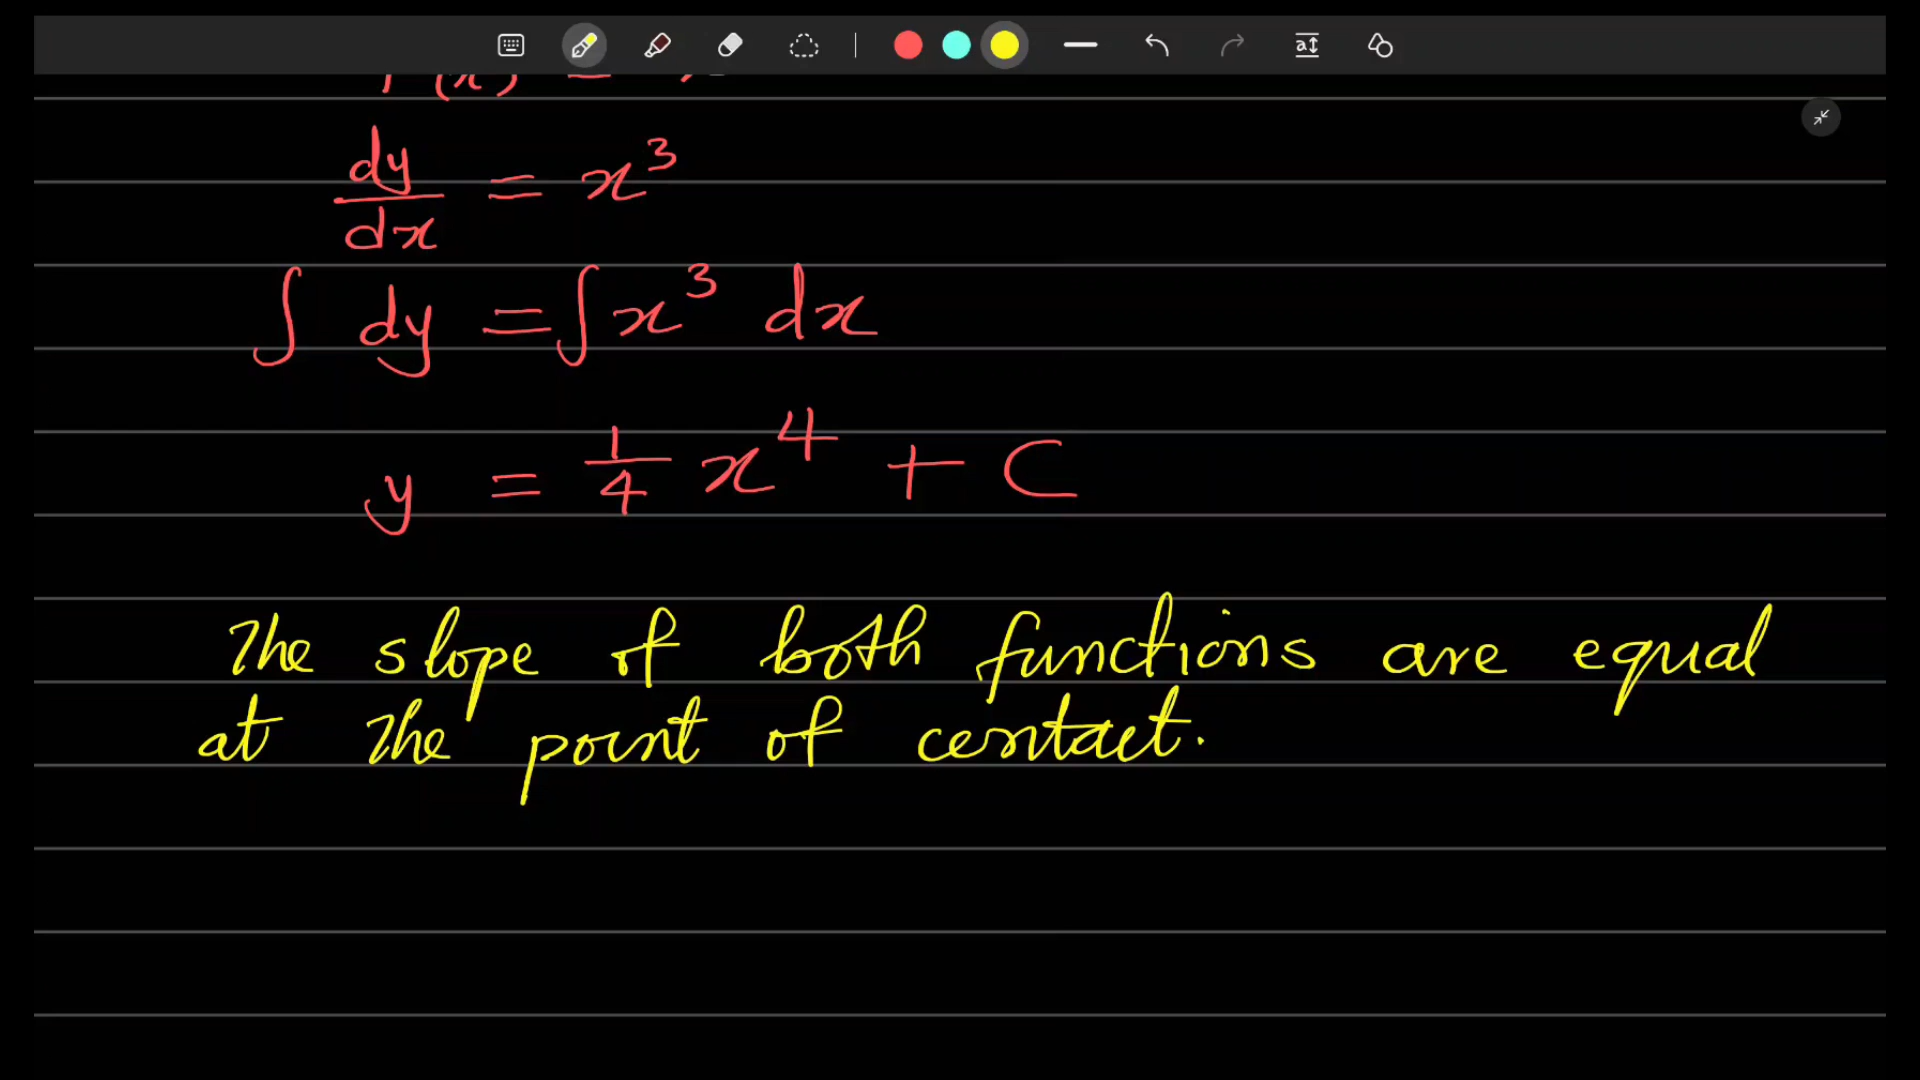 dy/dx = x³
∫ dy = ∫ x³ dx
y = 1/4 x⁴ + C
The slope of both functions are equal
at the point of contact.